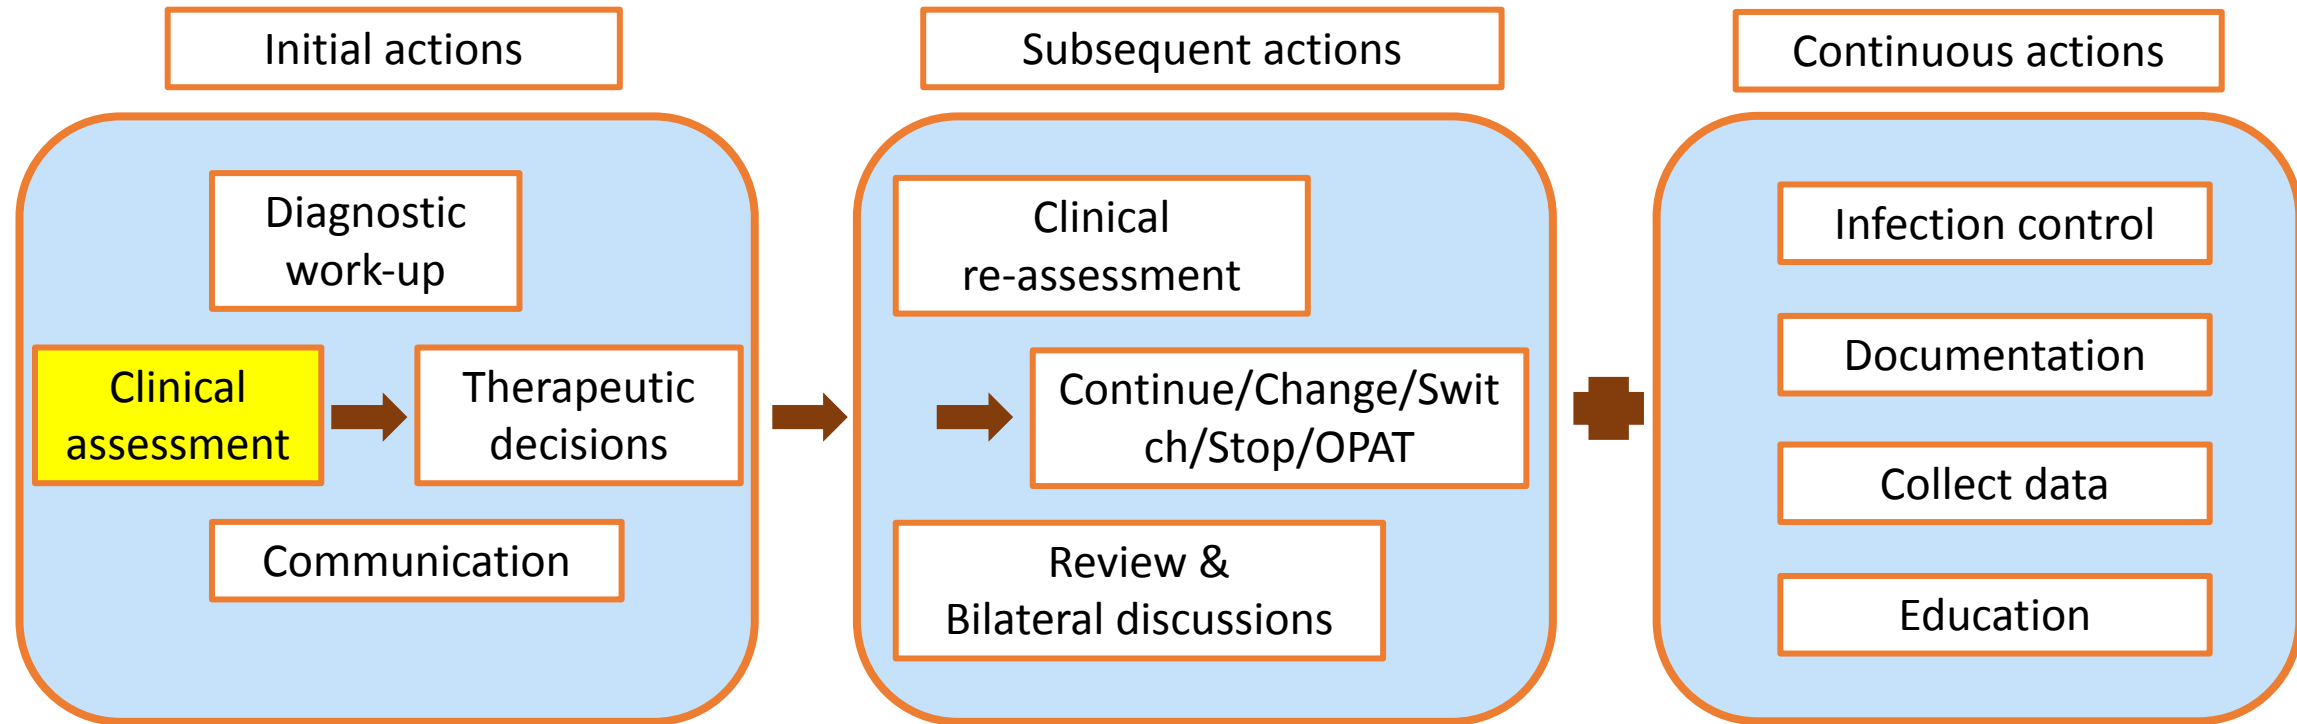 Initial actions
Diagnostic
work-up
Clinical
assessment
Therapeutic
decisions
Communication
Subsequent actions
Clinical
re-assessment
Continue/Change/Swit
ch/Stop/OPAT
Review &
Bilateral discussions
Continuous actions
Infection control
Documentation
Collect data
Education